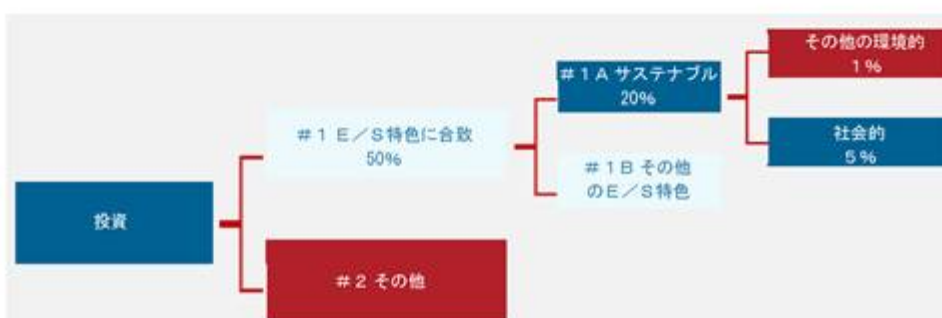 投資
＃１ Ｅ／Ｓ特色に合致
50%
＃２ その他
＃１Ａ サステナブル
20%
＃１Ｂ その他
のＥ／Ｓ特色
その他の環境的
１％
社会的
５％